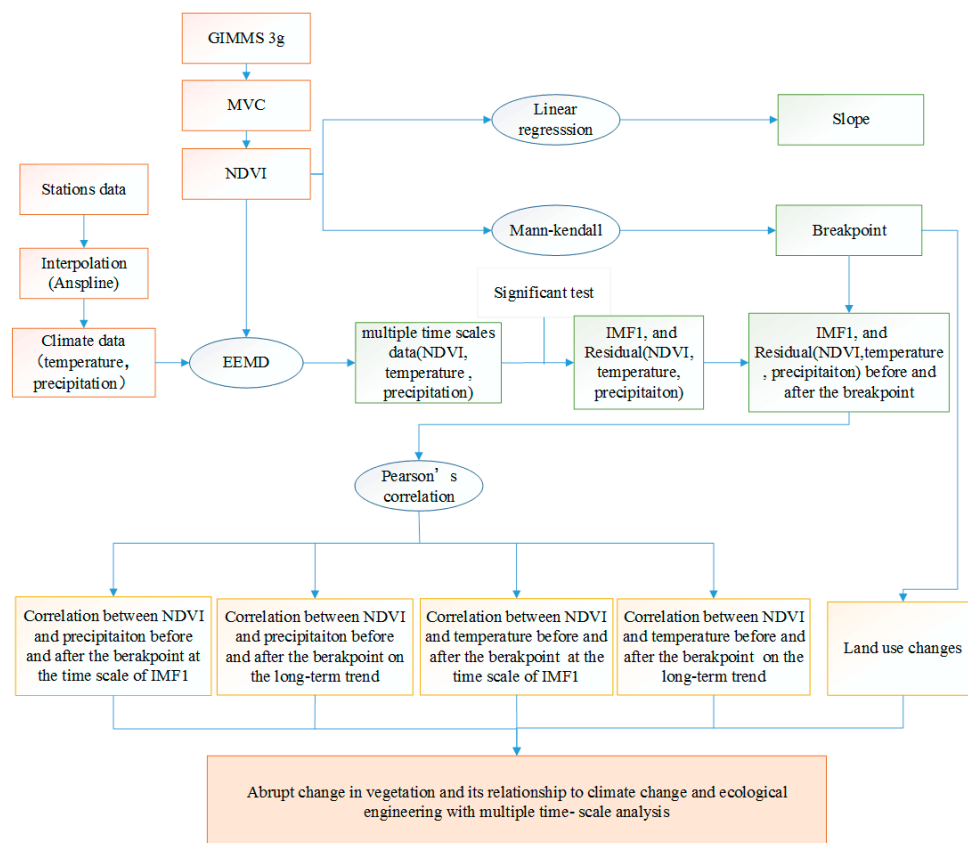 GIMMS 3g
MVC
NDVI
Linear
regresssion
Slope
Stations data
Mann-kendall
Breakpoint
Interpolation
(Anspline)
Significant test
Climate data
（temperature，
precipitation）
EEMD
multiple time scales
data(NDVI,
temperature ,
precipitation)
IMF1, and
Residual(NDVI,
temperature,
precipitaiton)
IMF1, and
Residual(NDVI,temperature
, precipitaiton) before and
after the breakpoint
Pearson’ s
correlation
Correlation between NDVI
and precipitaiton before
and after the berakpoint at
the time scale of IMF1
Correlation between NDVI
and precipitaiton before
and after the berakpoint on
the long-term trend
Correlation between NDVI
and temperature before and
after the berakpoint at the
time scale of IMF1
Correlation between NDVI
and temperature before and
after the berakpoint on the
long-term trend
Land use changes
Abrupt change in vegetation and its relationship to climate change and ecological
engineering with multiple time- scale analysis